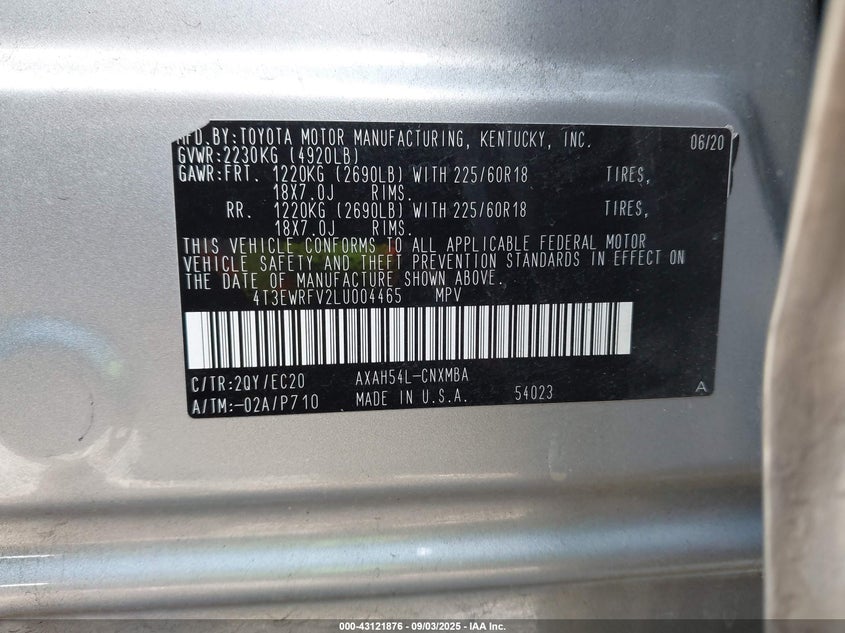 MFD.BY:TOYOTA MOTOR MANUFACTURING, KENTUCKY, INC. 06/20
GVWR:2230KG (4920LB)
GAWR:FRT. 1220KG (2690LB) WITH 225/60R18 TIRES,
18X7.0J RIMS.
RR. 1220KG (2690LB) WITH 225/60R18 TIRES,
18X7.0J RIMS.
THIS VEHICLE CONFORMS TO ALL APPLICABLE FEDERAL MOTOR
VEHICLE SAFETY AND THEFT PREVENTION STANDARDS IN EFFECT ON
THE DATE OF MANUFACTURE SHOWN ABOVE.
4T3EWRFV2LU004465 MPV
C/TR:2QY/EC20 AXAH54L-CNXMBA
A/TM:-02A/P710 MADE IN U.S.A. 54023 A
000-43121876 - 09/03/2025 - IAA Inc.